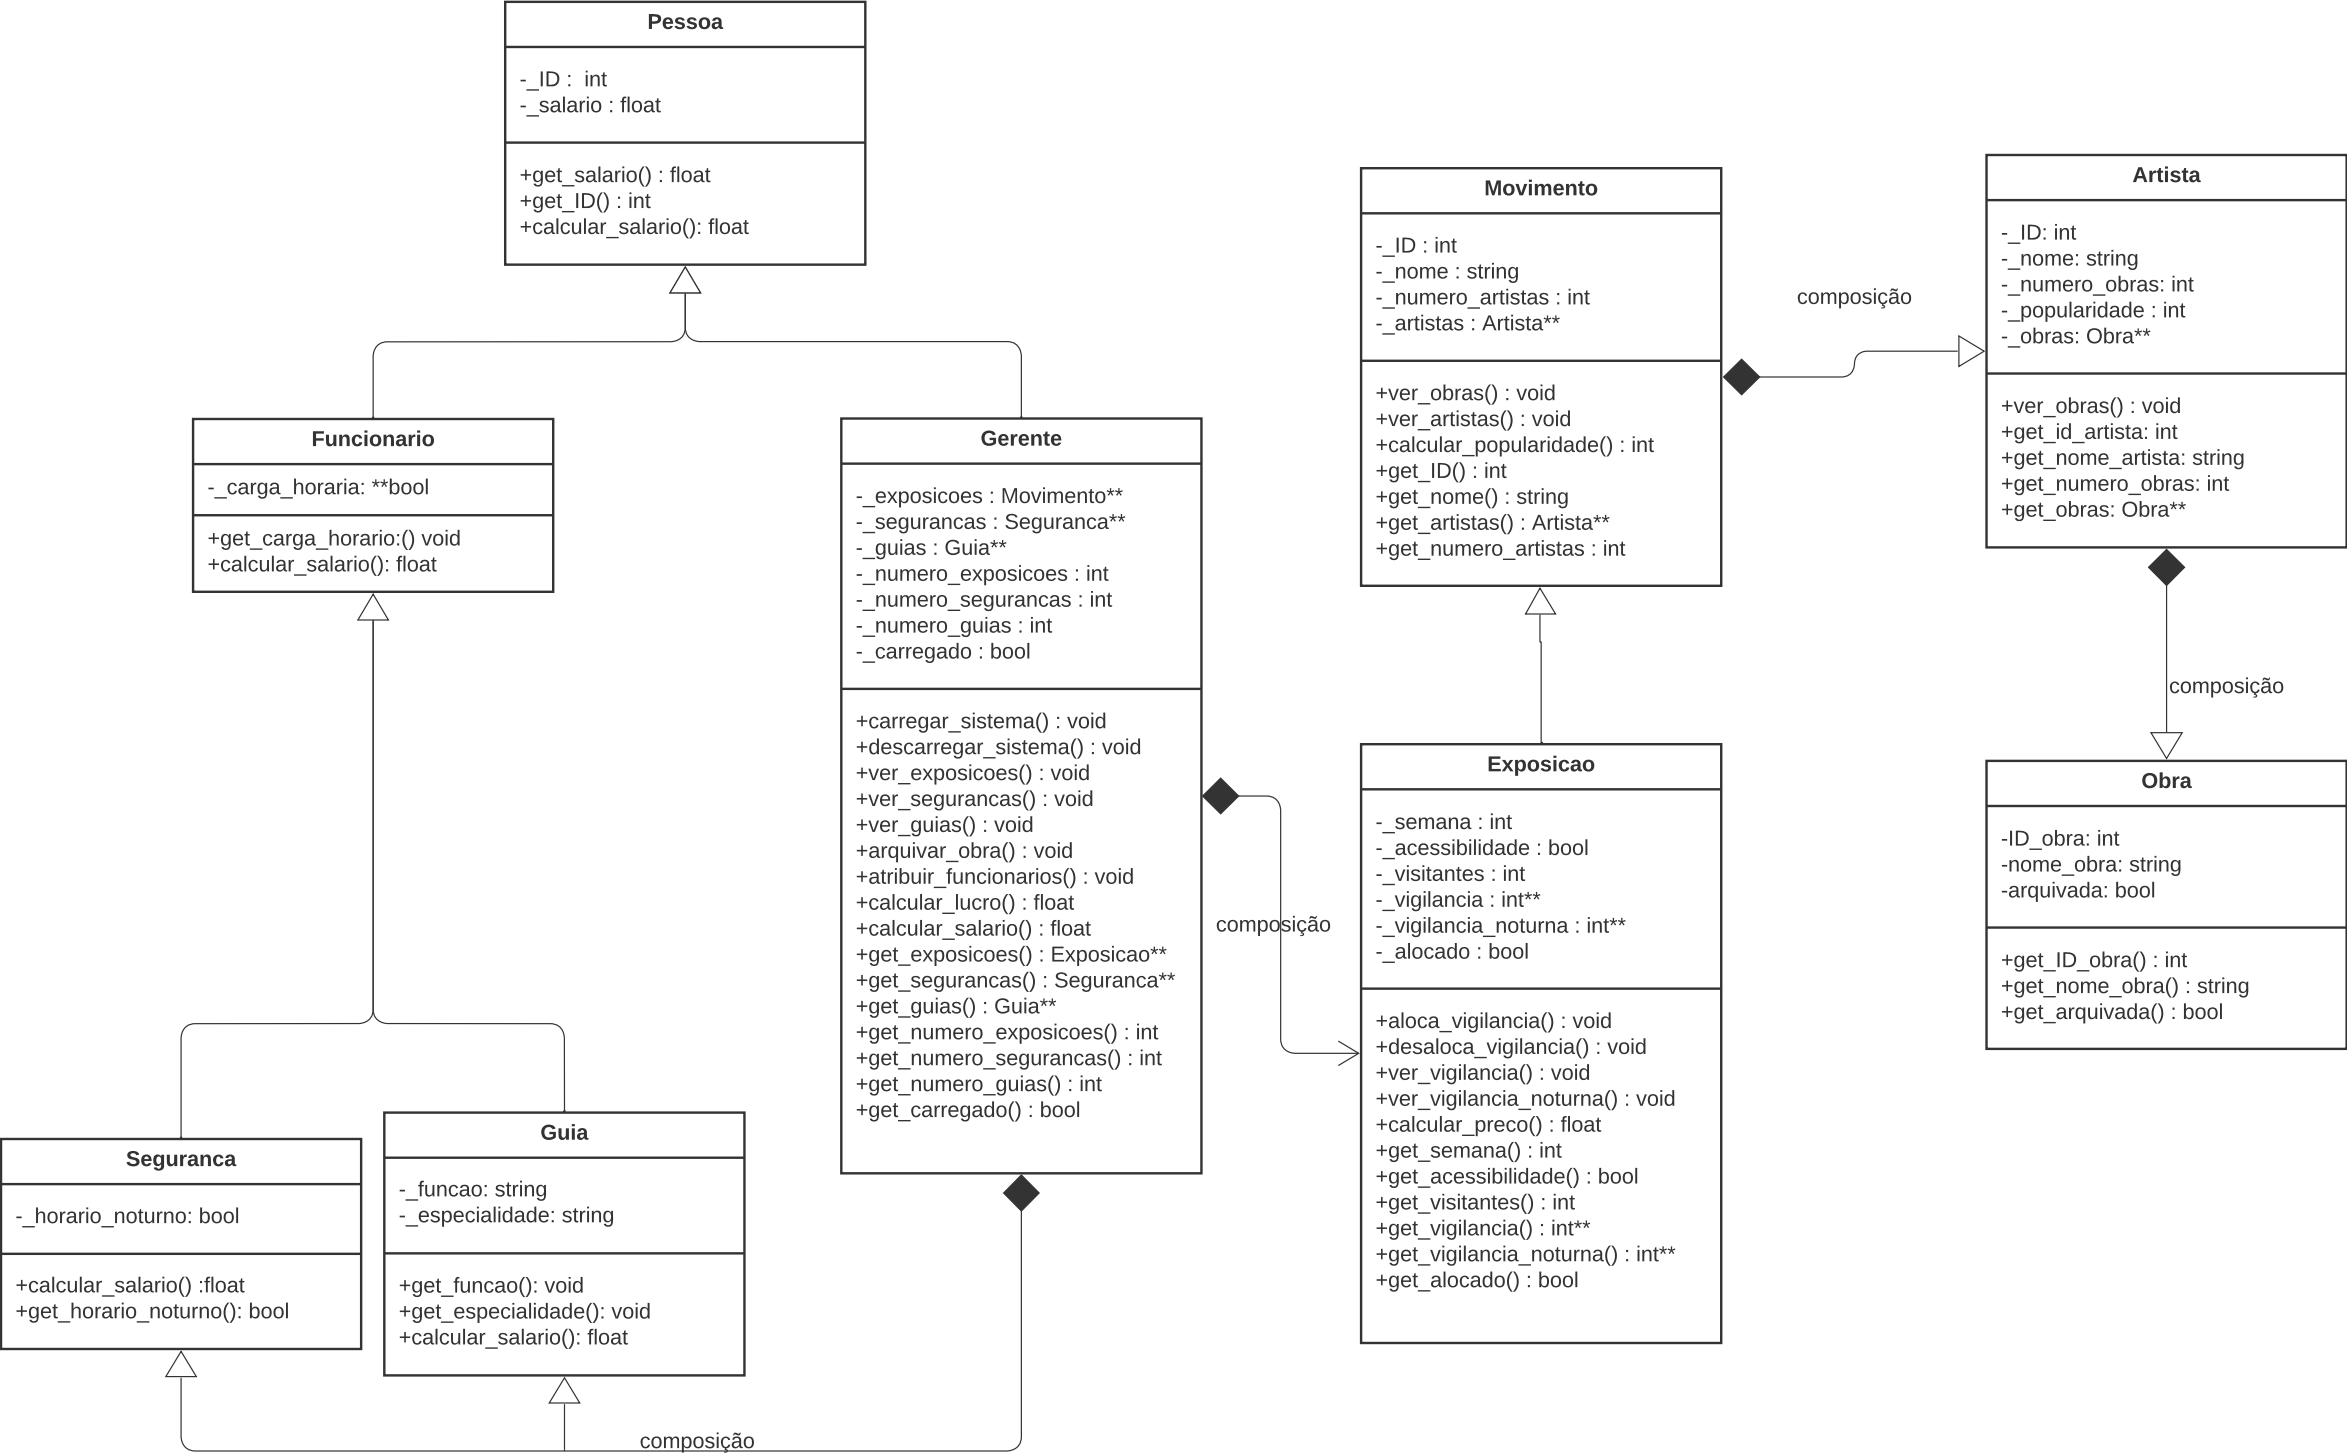 Pessoa
-_ID :  int
-_salario : float
+get_salario() : float
+get_ID() : int
+calcular_salario(): float
Funcionario
-_carga_horaria: **bool
+get_carga_horario:() void
+calcular_salario(): float
Gerente
-_exposicoes : Movimento**
-_segurancas : Seguranca**
-_guias : Guia**
-_numero_exposicoes : int
-_numero_segurancas : int
-_numero_guias : int
-_carregado : bool
+carregar_sistema() : void
+descarregar_sistema() : void
+ver_exposicoes() : void
+ver_segurancas() : void
+ver_guias() : void
+arquivar_obra() : void
+atribuir_funcionarios() : void
+calcular_lucro() : float
+calcular_salario() : float
+get_exposicoes() : Exposicao**
+get_segurancas() : Seguranca**
+get_guias() : Guia**
+get_numero_exposicoes() : int
+get_numero_segurancas() : int
+get_numero_guias() : int
+get_carregado() : bool
Seguranca
-_horario_noturno: bool
+calcular_salario() :float
+get_horario_noturno(): bool
Guia
-_funcao: string
-_especialidade: string
+get_funcao(): void
+get_especialidade(): void
+calcular_salario(): float
composição
composição
Movimento
-_ID : int
-_nome : string
-_numero_artistas : int
-_artistas : Artista**
+ver_obras() : void
+ver_artistas() : void
+calcular_popularidade() : int
+get_ID() : int
+get_nome() : string
+get_artistas() : Artista**
+get_numero_artistas : int
composição
Exposicao
-_semana : int
-_acessibilidade : bool
-_visitantes : int
-_vigilancia : int**
-_vigilancia_noturna : int**
-_alocado : bool
+aloca_vigilancia() : void
+desaloca_vigilancia() : void
+ver_vigilancia() : void
+ver_vigilancia_noturna() : void
+calcular_preco() : float
+get_semana() : int
+get_acessibilidade() : bool
+get_visitantes() : int
+get_vigilancia() : int**
+get_vigilancia_noturna() : int**
+get_alocado() : bool
Artista
-_ID: int
-_nome: string
-_numero_obras: int
-_popularidade : int
-_obras: Obra**
+ver_obras() : void
+get_id_artista: int
+get_nome_artista: string
+get_numero_obras: int
+get_obras: Obra**
composição
Obra
-ID_obra: int
-nome_obra: string
-arquivada: bool
+get_ID_obra() : int
+get_nome_obra() : string
+get_arquivada() : bool